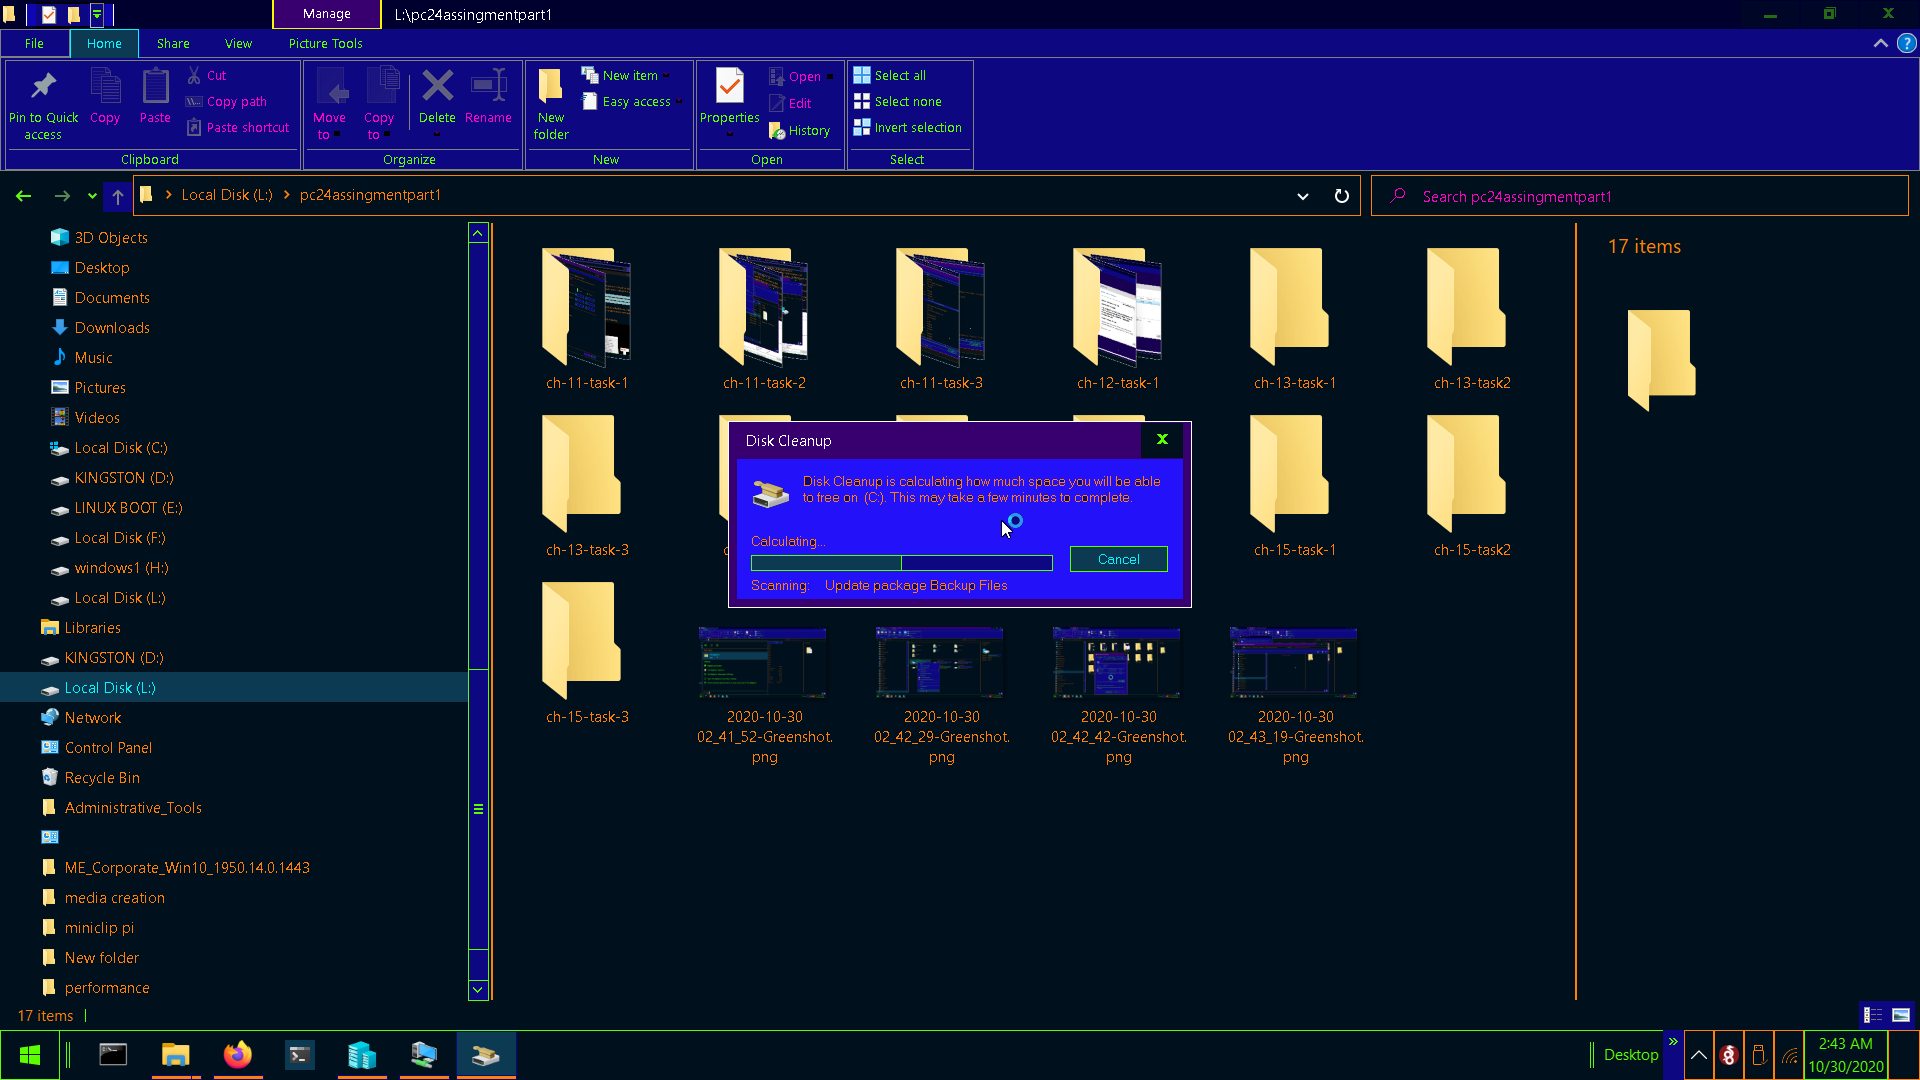 Manage
L:\pc24assingmentpart1
File
Home
Share
View
Picture Tools
Pin to Quick access
Copy
Paste
Cut
Copy path
Paste shortcut
Clipboard
Move to
Copy to
Delete
Rename
Organize
New folder
New item
Easy access
New
Properties
Open
Edit
History
Open
Select all
Select none
Invert selection
Select
Local Disk (L:)
pc24assingmentpart1
Search pc24assingmentpart1
3D Objects
Desktop
Documents
Downloads
Music
Pictures
Videos
Local Disk (C:)
KINGSTON (D:)
LINUX BOOT (E:)
Local Disk (F:)
windows1 (H:)
Local Disk (L:)
Libraries
KINGSTON (D:)
Local Disk (L:)
Network
Control Panel
Recycle Bin
Administrative_Tools
ME_Corporate_Win10_1950.14.0.1443
media creation
miniclip pi
New folder
performance
ch-11-task-1
ch-11-task-2
ch-11-task-3
ch-12-task-1
ch-13-task-1
ch-13-task2
ch-13-task-3
ch-15-task-1
ch-15-task2
ch-15-task-3
2020-10-30
02_41_52-Greenshot.
png
2020-10-30
02_42_29-Greenshot.
png
2020-10-30
02_42_42-Greenshot.
png
2020-10-30
02_43_19-Greenshot.
png
Disk Cleanup
Disk Cleanup is calculating how much space you will be able
to free on (C:). This may take a few minutes to complete.
Calculating...
Cancel
Scanning: Update package Backup Files
17 items
17 items
Desktop
2:43 AM
10/30/2020